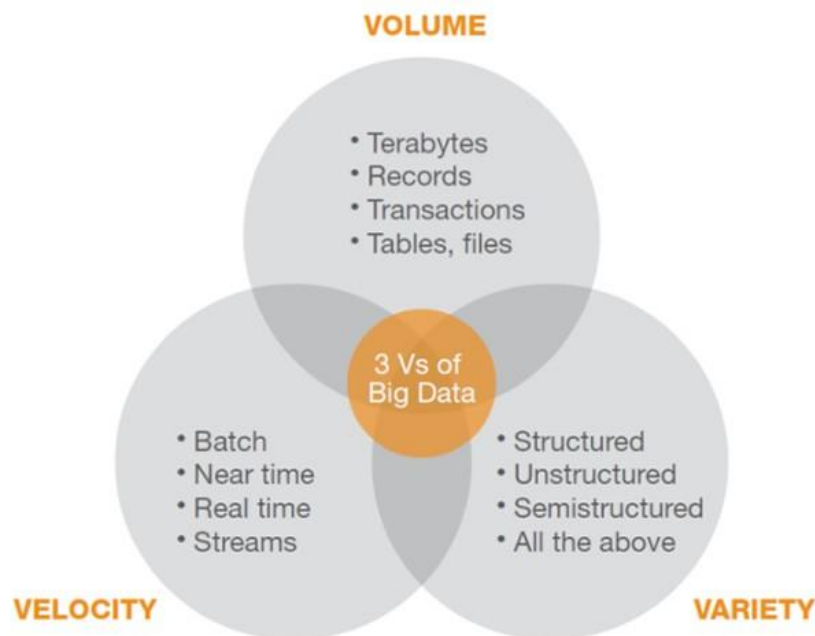 VOLUME
• Terabytes
• Records
• Transactions
• Tables, files
3 Vs of
Big Data
• Batch
• Near time
• Real time
• Streams
• Structured
• Unstructured
• Semistructured
• All the above
VELOCITY
VARIETY